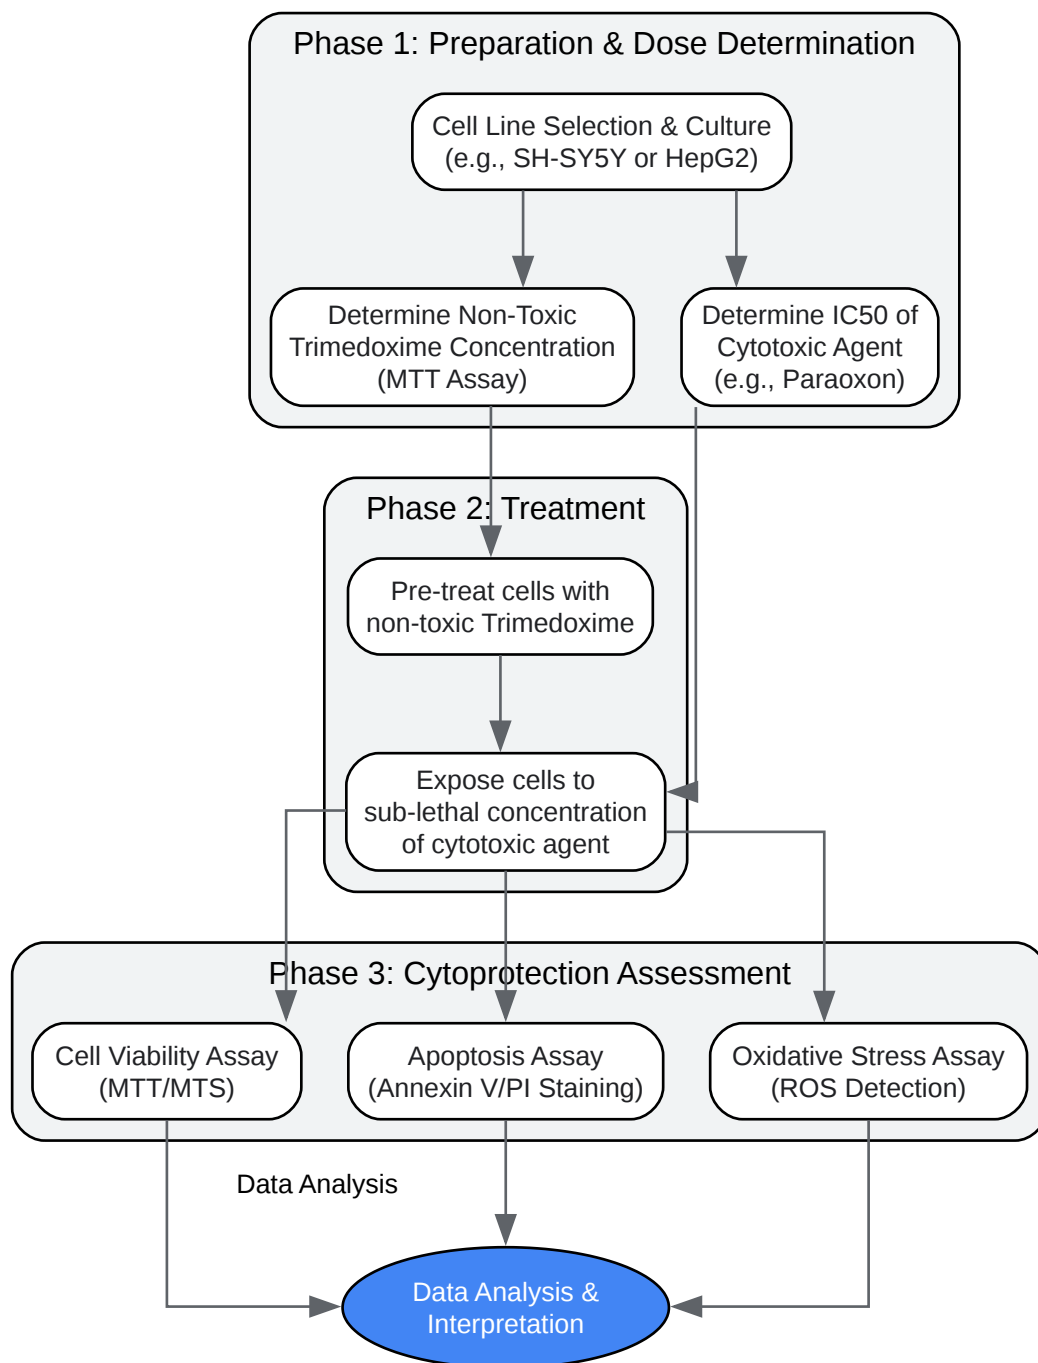 Phase 1: Preparation & Dose Determination
Cell Line Selection & Culture
(e.g., SH-SY5Y or HepG2)
Determine Non-Toxic
Trimedoxime Concentration
(MTT Assay)
Determine IC50 of
Cytotoxic Agent
(e.g., Paraoxon)
Phase 2: Treatment
Pre-treat cells with
non-toxic Trimedoxime
Expose cells to
sub-lethal concentration
of cytotoxic agent
Phase 3: Cytoprotection Assessment
Cell Viability Assay
(MTT/MTS)
Apoptosis Assay
(Annexin V/PI Staining)
Oxidative Stress Assay
(ROS Detection)
Data Analysis
Data Analysis &
Interpretation